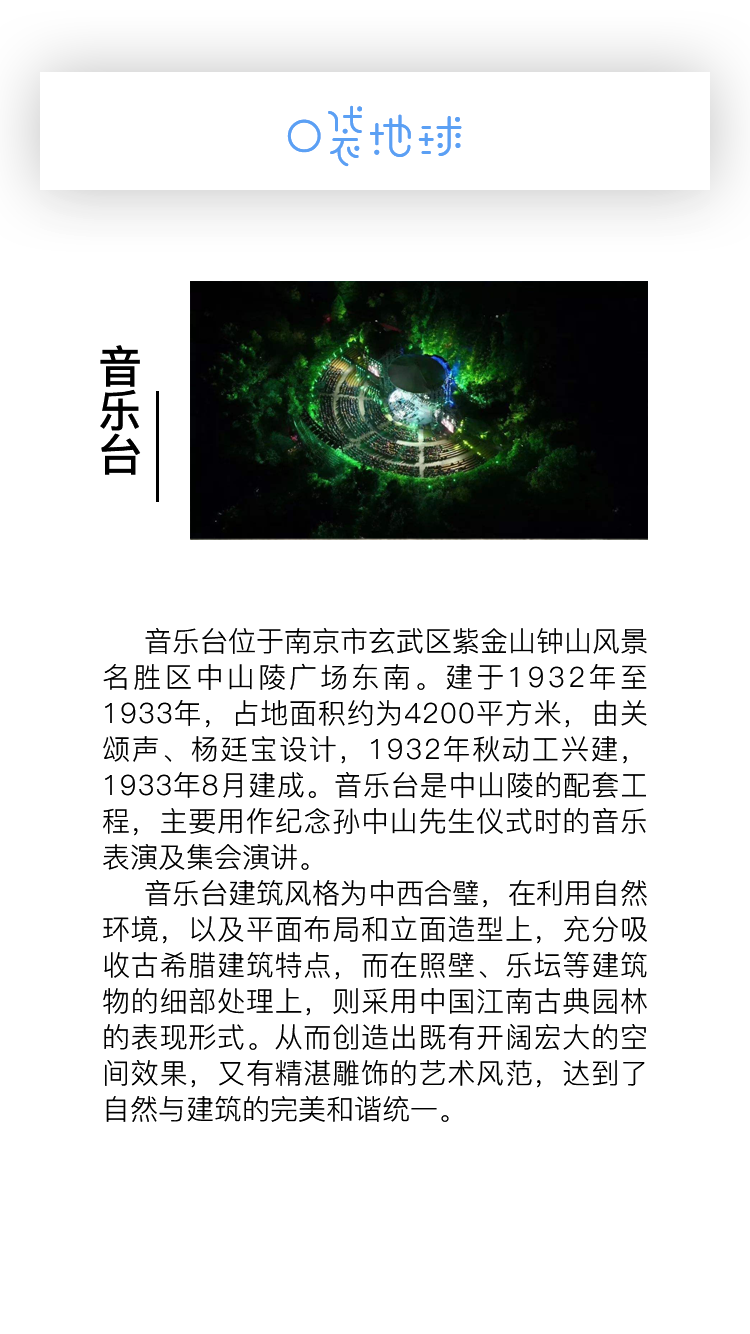 口袋地球
音乐台
音乐台位于南京市玄武区紫金山钟山风景
名胜区中山陵广场东南。建于1932年至
1933年，占地面积约为4200平方米，由关
颂声、杨廷宝设计，1932年秋动工兴建，
1933年8月建成。音乐台是中山陵的配套工
程，主要用作纪念孙中山先生仪式时的音乐
表演及集会演讲。
音乐台建筑风格为中西合璧，在利用自然
环境，以及平面布局和立面造型上，充分吸
收古希腊建筑特点，而在照壁、乐坛等建筑
物的细部处理上，则采用中国江南古典园林
的表现形式。从而创造出既有开阔宏大的空
间效果，又有精湛雕饰的艺术风范，达到了
自然与建筑的完美和谐统一。